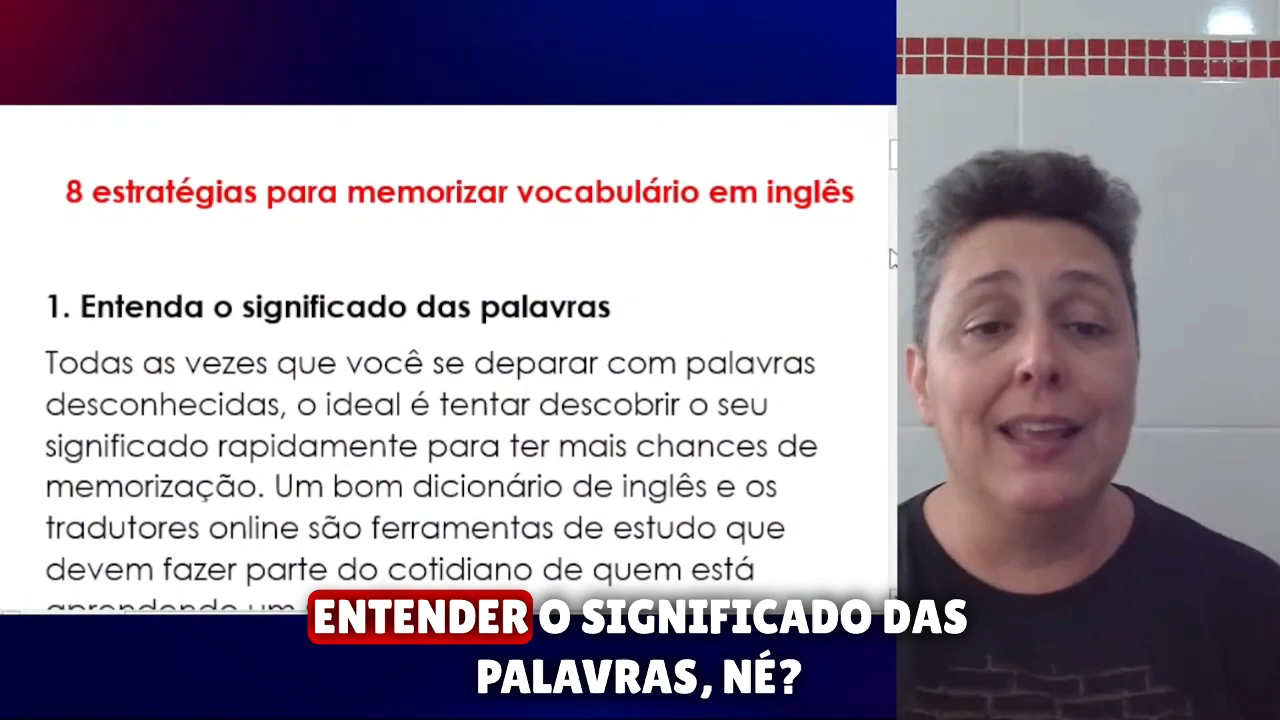 8 estratégias para memorizar vocabulário em inglês
1. Entenda o significado das palavras
Todas as vezes que você se deparar com palavras
desconhecidas, o ideal é tentar descobrir o seu
significado rapidamente para ter mais chances de
memorização. Um bom dicionário de inglês e os
tradutores online são ferramentas de estudo que
devem fazer parte do cotidiano de quem está
aprendendo um
ENTENDER O SIGNIFICADO DAS
PALAVRAS, NÉ?